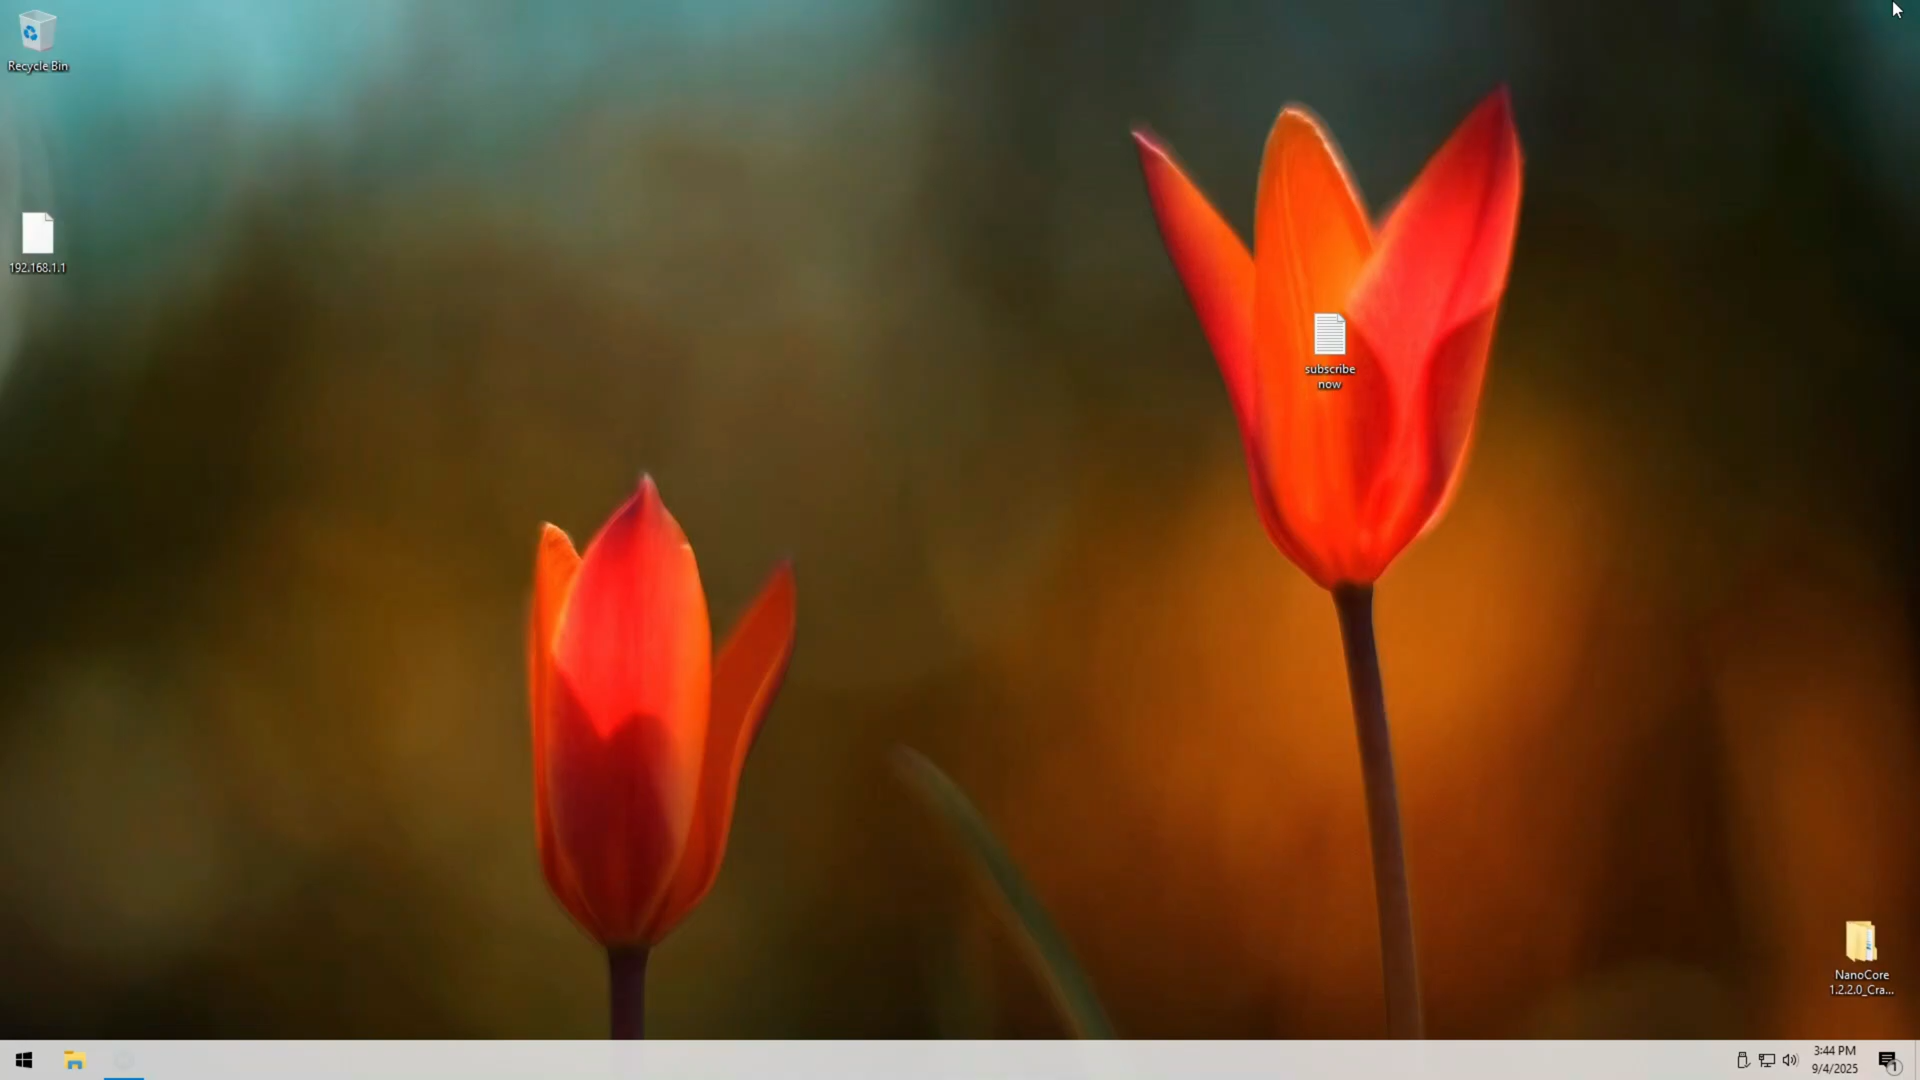 Recycle Bin
192.168.1.1
subscribe
now
NanoCore
1.2.2.0_Cra...
3:44 PM
9/4/2025
1